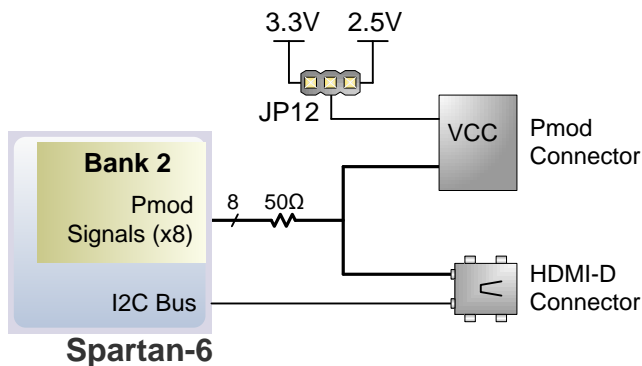 3.3V 2.5V
JP12
VCC
Pmod
Connector
Bank 2
Pmod
Signals (x8)
8 50Ω
I2C Bus
HDMI-D
Connector
Spartan-6